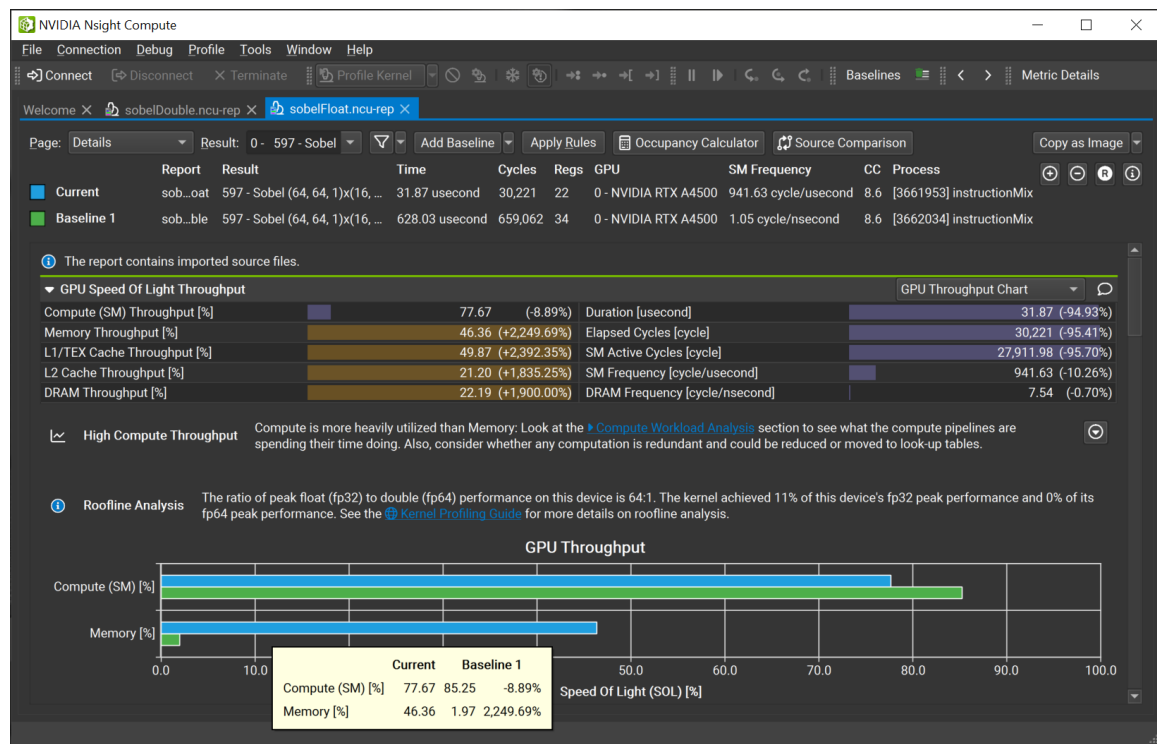 NVIDIA Nsight Compute
File Connection Debug Profile Tools Window Help
Connect Disconnect Terminate Profile Kernel Baselines Metric Details
Welcome sobelDouble.ncu-rep sobelFloat.ncu-rep
Page: Details Result: 0 - 597 - Sobel Add Baseline Apply Rules Occupancy Calculator Source Comparison Copy as Image
Report Result Time Cycles Regs GPU SM Frequency CC Process
Current sob...oat 597 - Sobel (64, 64, 1)x(16, ... 31.87 usecond 30,221 22 0 - NVIDIA RTX A4500 941.63 cycle/usecond 8.6 [3661953] instructionMix
Baseline 1 sob...ble 597 - Sobel (64, 64, 1)x(16, ... 628.03 usecond 659,062 34 0 - NVIDIA RTX A4500 1.05 cycle/nsecond 8.6 [3662034] instructionMix
The report contains imported source files.
GPU Speed Of Light Throughput GPU Throughput Chart
Compute (SM) Throughput [%] 77.67 (-8.89%) Duration [usecond] 31.87 (-94.93%)
Memory Throughput [%] 46.36 (+2,249.69%) Elapsed Cycles [cycle] 30,221 (-95.41%)
L1/TEX Cache Throughput [%] 49.87 (+2,392.35%) SM Active Cycles [cycle] 27,911.98 (-95.70%)
L2 Cache Throughput [%] 21.20 (+1,835.25%) SM Frequency [cycle/usecond] 941.63 (-10.26%)
DRAM Throughput [%] 22.19 (+1,900.00%) DRAM Frequency [cycle/nsecond] 7.54 (-0.70%)
High Compute Throughput Compute is more heavily utilized than Memory: Look at the Compute Workload Analysis section to see what the compute pipelines are
spending their time doing. Also, consider whether any computation is redundant and could be reduced or moved to look-up tables.
Roofline Analysis The ratio of peak float (fp32) to double (fp64) performance on this device is 64:1. The kernel achieved 11% of this device's fp32 peak performance and 0% of its
fp64 peak performance. See the Kernel Profiling Guide for more details on roofline analysis.
GPU Throughput
Compute (SM) [%]
Memory [%]
0.0 10.0 50.0 60.0 70.0 80.0 90.0 100.0
Speed Of Light (SOL) [%]
Current Baseline 1
Compute (SM) [%] 77.67 85.25 -8.89%
Memory [%] 46.36 1.97 2,249.69%